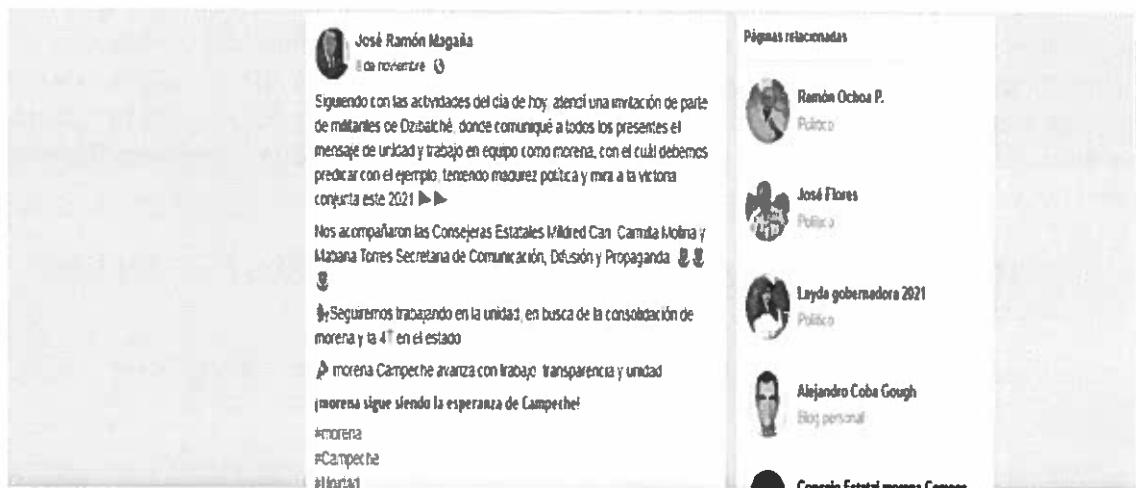 José Ramón Magaña
8 de noviembre
Siguiendo con las actividades del día de hoy, atendí una invitación de parte
de militantes de Dzibalché, donde comuniqué a todos los presentes el
mensaje de unidad y trabajo en equipo como morena, con el cuál debemos
predicar con el ejemplo, teniendo madurez política y mira a la victoria
conjunta este 2021
Nos acompañaron las Consejeras Estatales Mildred Can Camila Molina y
Torres Secretaria de Comunicación, Difusión y Propaganda
Seguiremos trabajando en la unidad, en busca de la consolidación de
morena y la 4T en el estado
morena Campeche avanza con trabajo transparencia y unidad
¡morena sigue siendo la esperanza de Campeche!
#morena
#Campeche
#Unidad
Páginas relacionadas
Ramón Ochoa P.
Político
José Flores
Político
Layda gobernadora 2021
Político
Alejandro Coba Gough
Blog personal
Consejo Estatal morena